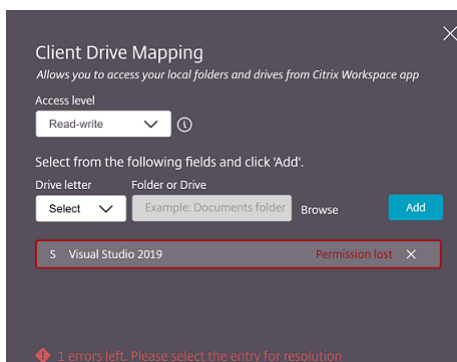 Client Drive Mapping
Allows you to access your local folders and drives from Citrix Workspace app
Access level
Read-write
Select from the following fields and click 'Add'.
Drive letter Folder or Drive
Select Example: Documents folder Browse Add
S Visual Studio 2019 Permission lost
1 errors left. Please select the entry for resolution